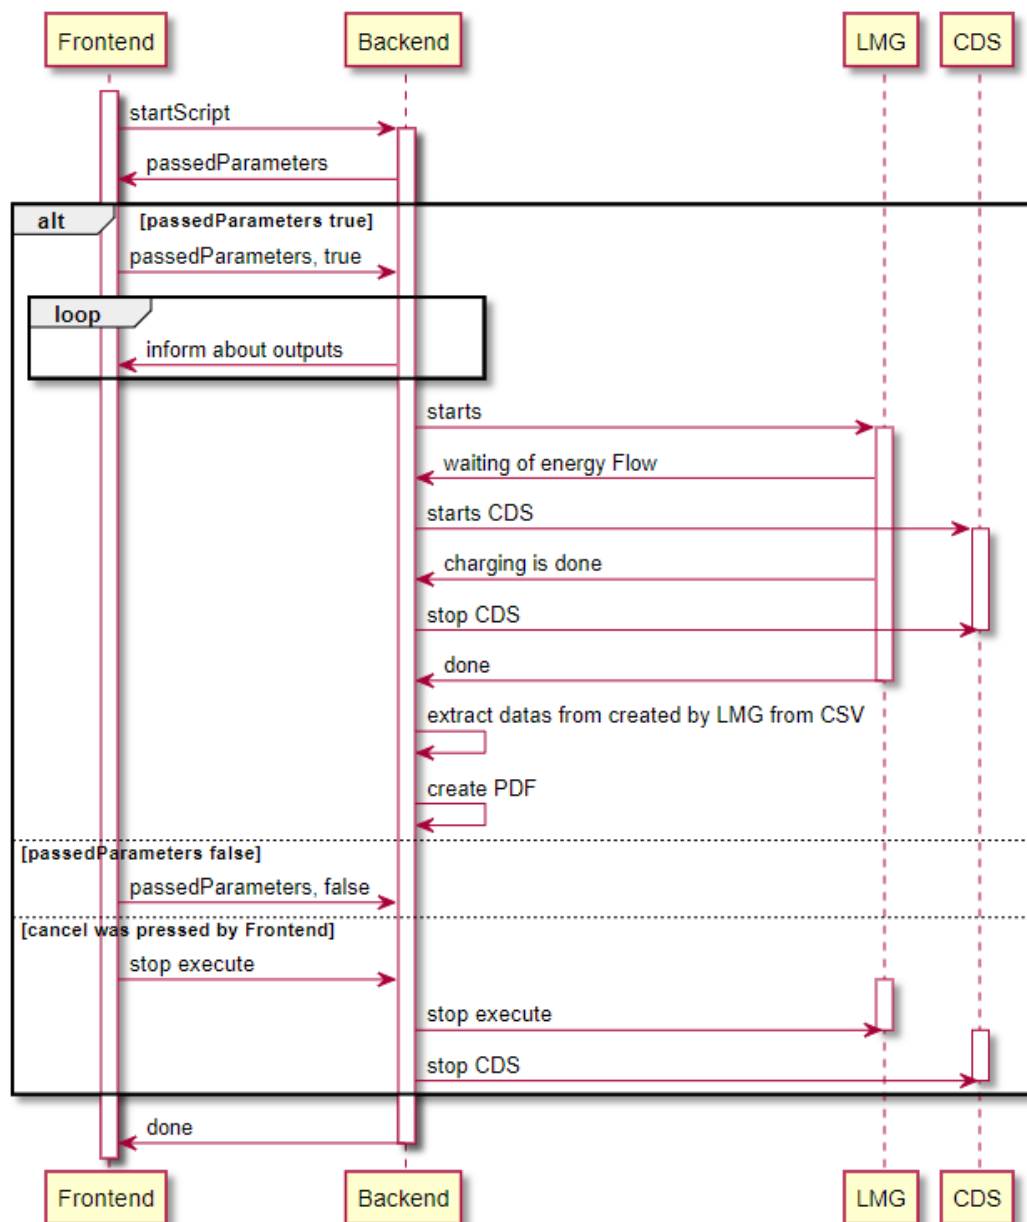 Frontend Backend LMG CDS
startScript
passedParameters
alt [passedParameters true]
passedParameters, true
loop
inform about outputs
starts
waiting of energy Flow
starts CDS
charging is done
stop CDS
done
extract datas from created by LMG from CSV
create PDF
[passedParameters false]
passedParameters, false
[cancel was pressed by Frontend]
stop execute
stop execute
stop CDS
done
Frontend Backend LMG CDS